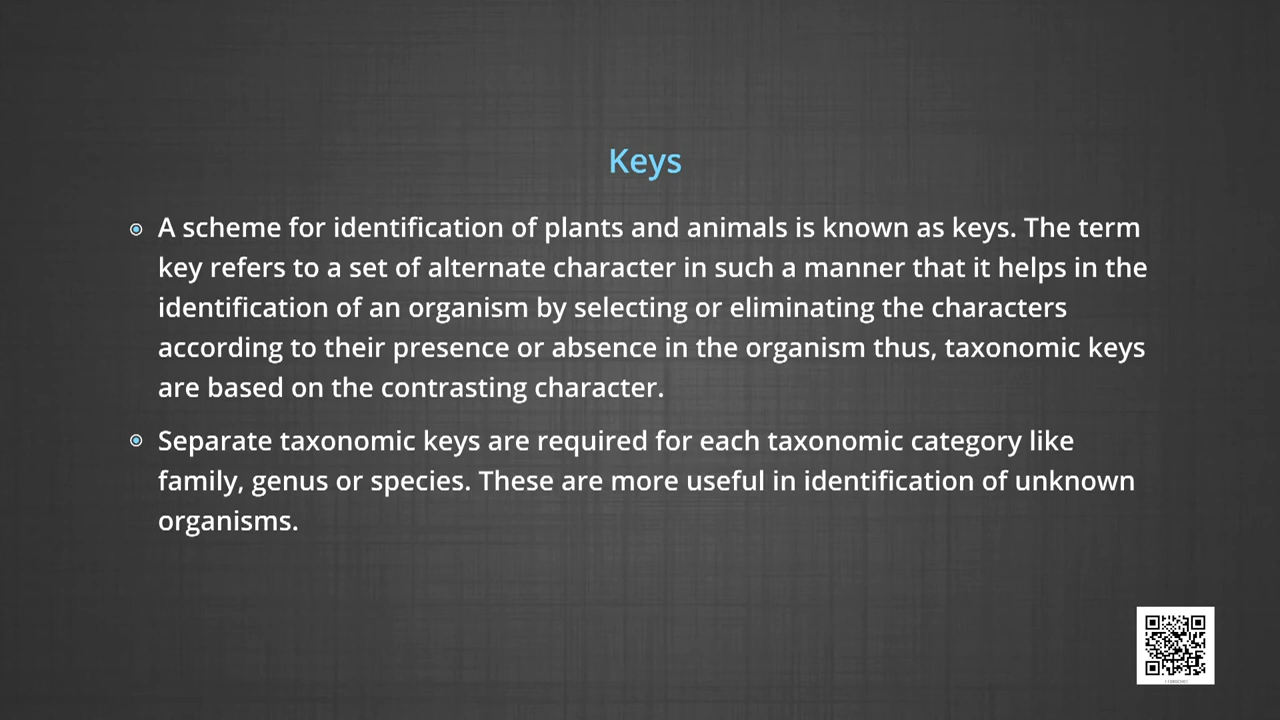 Keys
A scheme for identification of plants and animals is known as keys. The term
key refers to a set of alternate character in such a manner that it helps in the
identification of an organism by selecting or eliminating the characters
according to their presence or absence in the organism thus, taxonomic keys
are based on the contrasting character.
Separate taxonomic keys are required for each taxonomic category like
family, genus or species. These are more useful in identification of unknown
organisms.